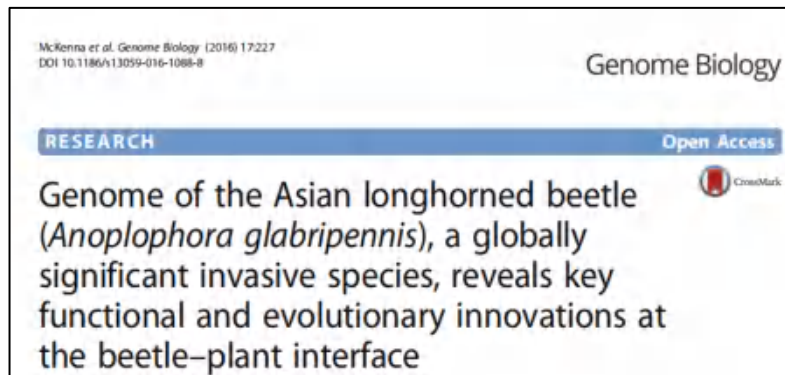 McKenna et al. Genome Biology (2016) 17:227
DOI 10.1186/s13059-016-1088-8
Genome Biology
RESEARCH Open Access
CrossMark
Genome of the Asian longhorned beetle
(Anoplophora glabripennis), a globally
significant invasive species, reveals key
functional and evolutionary innovations at
the beetle–plant interface